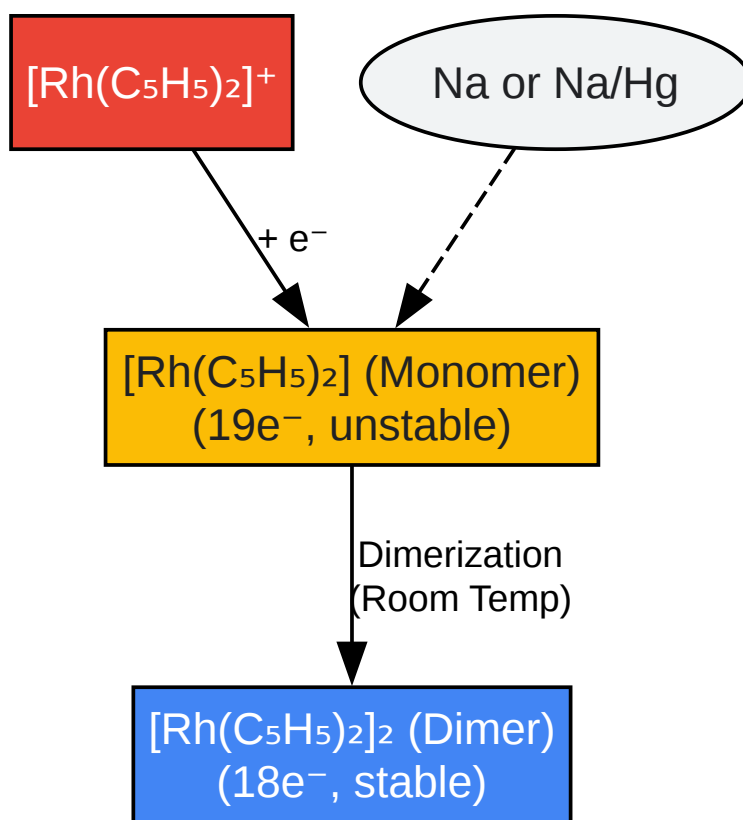 [Rh(C₅H₅)₂]⁺
Na or Na/Hg
+ e⁻
[Rh(C₅H₅)₂] (Monomer)
(19e⁻, unstable)
Dimerization
(Room Temp)
[Rh(C₅H₅)₂]₂ (Dimer)
(18e⁻, stable)